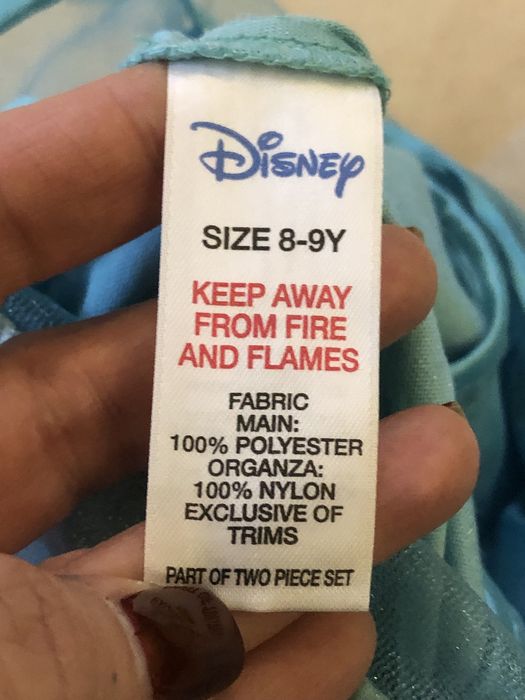 Disney
SIZE 8-9Y
KEEP AWAY
FROM FIRE
AND FLAMES
FABRIC
MAIN:
100% POLYESTER
ORGANZA:
100% NYLON
EXCLUSIVE OF
TRIMS
PART OF TWO PIECE SET